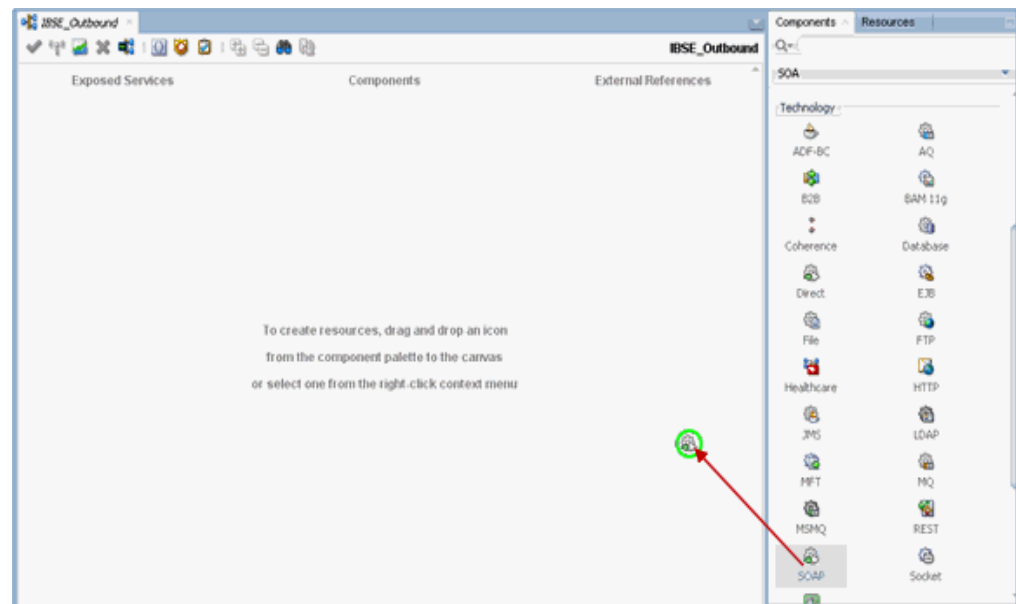 IBSE_Outbound
Components
Resources
IBSE_Outbound
Exposed Services
Components
External References
SOA
Technology
ADF-BC
AQ
B2B
BAM 11g
Coherence
Database
Direct
EJB
File
FTP
Healthcare
HTTP
JMS
LDAP
MFT
MQ
MSMQ
REST
SOAP
Socket
To create resources, drag and drop an icon
from the component palette to the canvas
or select one from the right-click context menu